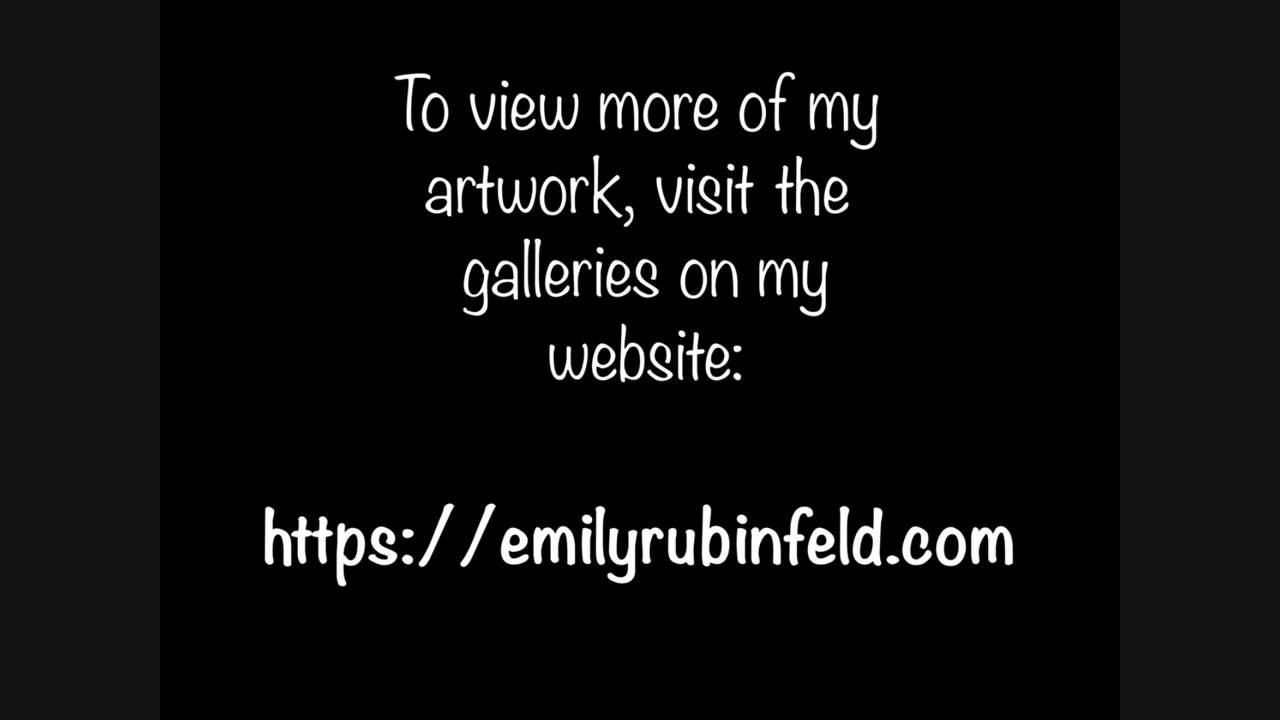 To view more of my
artwork, visit the
galleries on my
website:
https://emilyrubinfeld.com